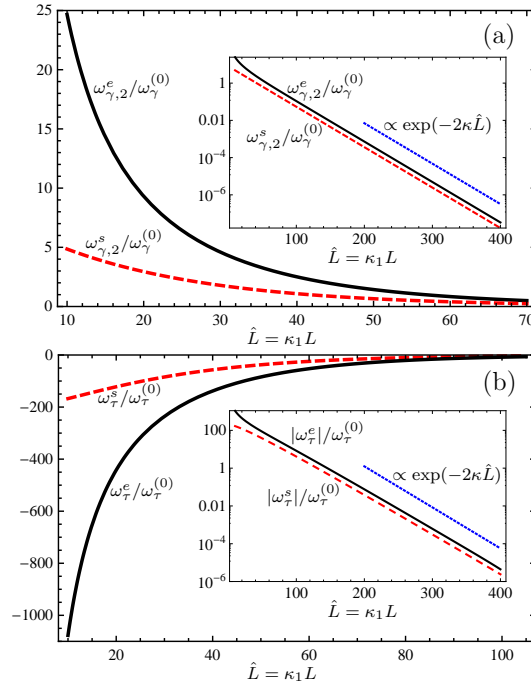 25
20
15
10
5
0
(a)
ω^e_{γ,2}/ω^{(0)}_γ
ω^s_{γ,2}/ω^{(0)}_γ
10 20 30 40 50 60 70
L̂ = κ₁L
1
0.01
10⁻⁴
10⁻⁶
ω^e_{γ,2}/ω^{(0)}_γ
ω^s_{γ,2}/ω^{(0)}_γ
∝ exp(−2κL̂)
100 200 300 400
L̂ = κ₁L
0
−200
−400
−600
−800
−1000
(b)
ω^s_τ/ω^{(0)}_τ
ω^e_τ/ω^{(0)}_τ
20 40 60 80 100
L̂ = κ₁L
100
1
0.01
10⁻⁴
10⁻⁶
|ω^e_τ|/ω^{(0)}_τ
|ω^s_τ|/ω^{(0)}_τ
∝ exp(−2κL̂)
100 200 300 400
L̂ = κ₁L